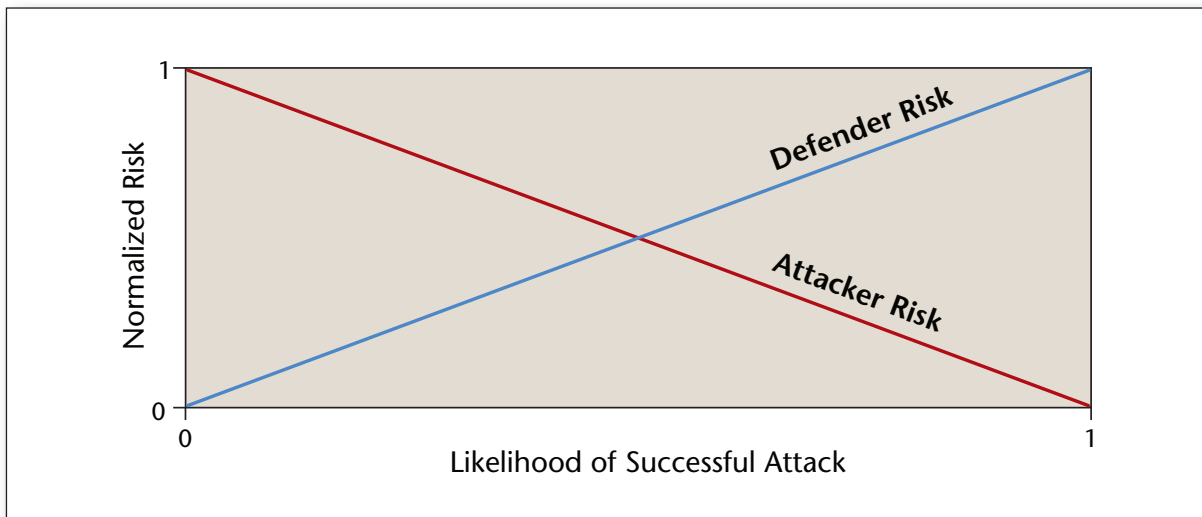 1
Defender Risk
Normalized Risk
Attacker Risk
0
0
1
Likelihood of Successful Attack